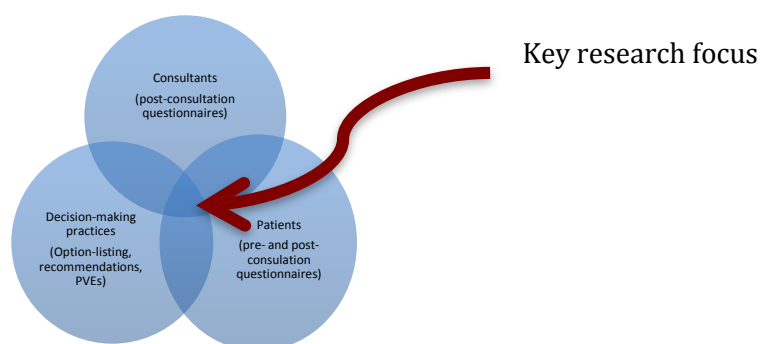 Key research focus
Consultants
(post-consultation
questionnaires)
Decision-making
practices
(Option-listing,
recommendations,
PVEs)
Patients
(pre- and post-
consulation
questionnaires)